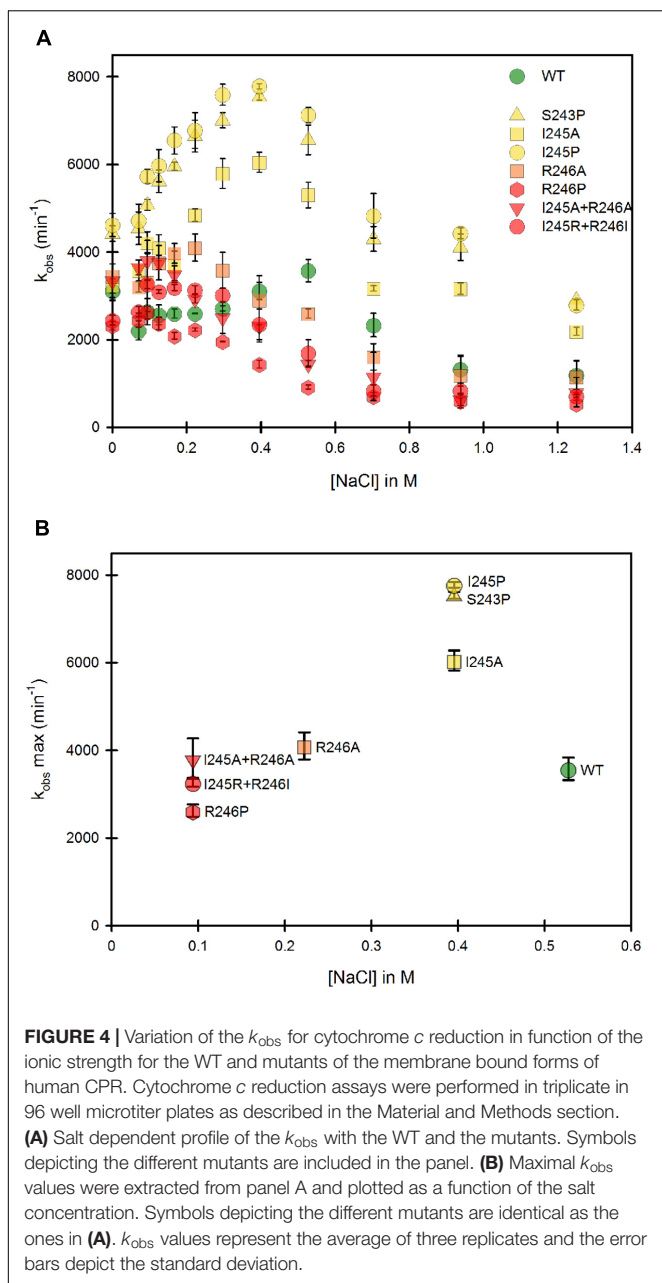 A
8000
6000
4000
2000
0
k_obs (min⁻¹)
WT
S243P
I245A
I245P
R246A
R246P
I245A+R246A
I245R+R246I
0 0.2 0.4 0.6 0.8 1.0 1.2 1.4
[NaCl] in M
B
8000
6000
4000
2000
0
k_obs max (min⁻¹)
I245P
S243P
I245A
R246A
I245A+R246A
I245R+R246I
R246P
WT
0 0.1 0.2 0.3 0.4 0.5 0.6
[NaCl] in M
FIGURE 4 | Variation of the k_obs for cytochrome c reduction in function of the
ionic strength for the WT and mutants of the membrane bound forms of
human CPR. Cytochrome c reduction assays were performed in triplicate in
96 well microtiter plates as described in the Material and Methods section.
(A) Salt dependent profile of the k_obs with the WT and the mutants. Symbols
depicting the different mutants are included in the panel. (B) Maximal k_obs
values were extracted from panel A and plotted as a function of the salt
concentration. Symbols depicting the different mutants are identical as the
ones in (A). k_obs values represent the average of three replicates and the error
bars depict the standard deviation.